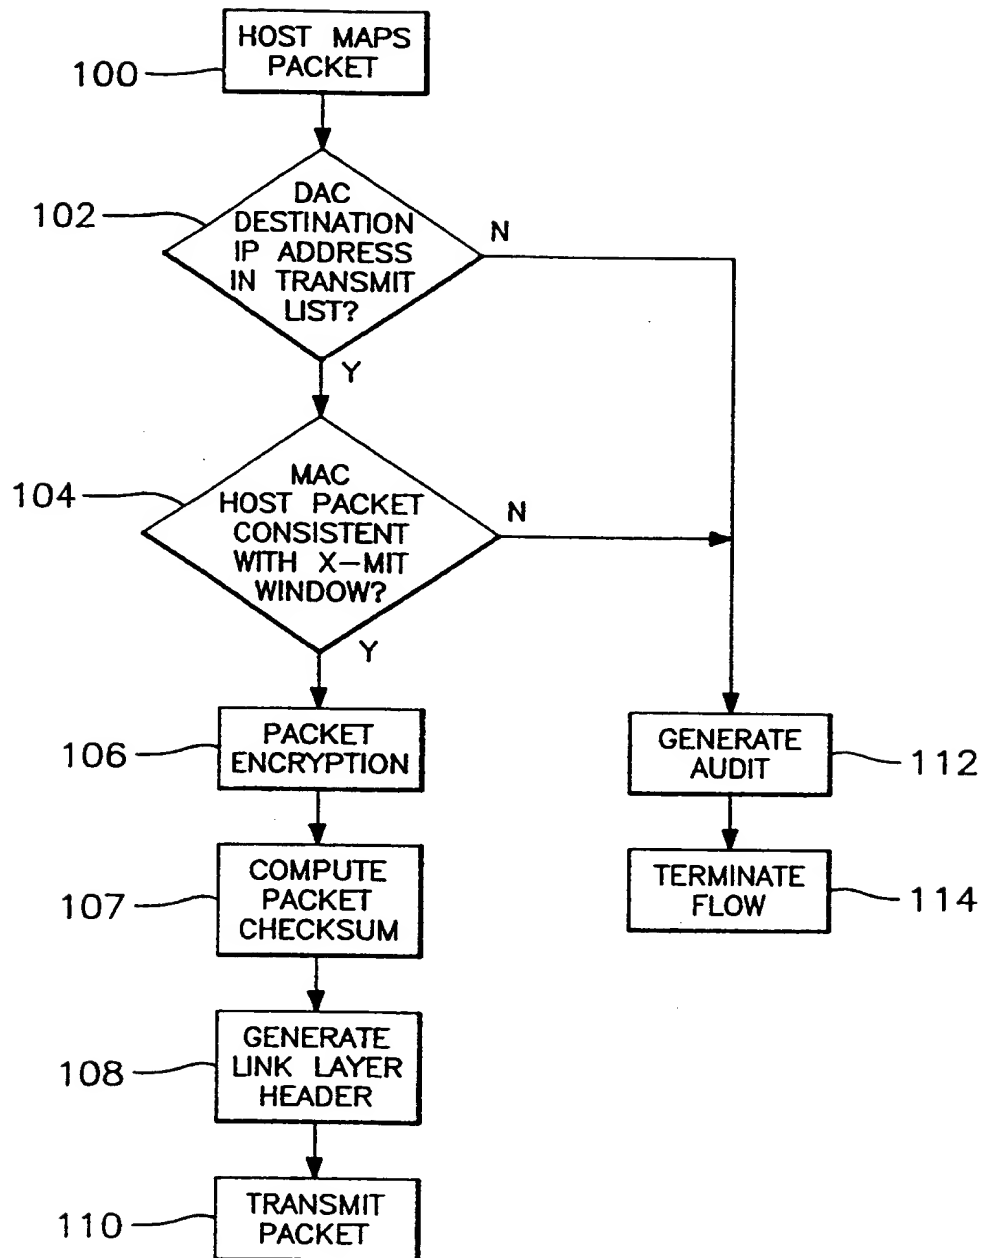 HOST MAPS
PACKET
100
DAC
DESTINATION
IP ADDRESS
IN TRANSMIT
LIST?
102
N
Y
MAC
HOST PACKET
CONSISTENT
WITH X-MIT
WINDOW?
104
N
Y
PACKET
ENCRYPTION
106
GENERATE
AUDIT
112
COMPUTE
PACKET
CHECKSUM
107
TERMINATE
FLOW
114
GENERATE
LINK LAYER
HEADER
108
TRANSMIT
PACKET
110